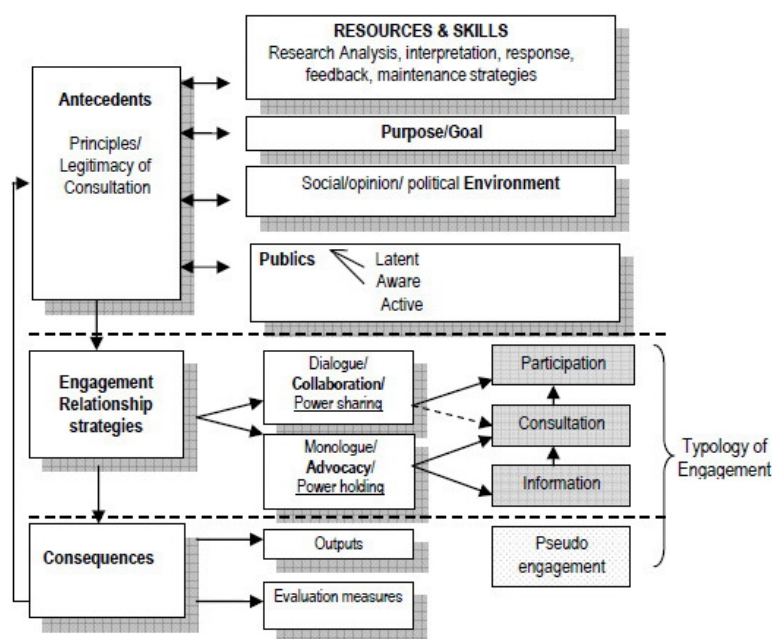 RESOURCES & SKILLS
Research Analysis, interpretation, response,
feedback, maintenance strategies
Antecedents
Principles/
Legitimacy of
Consultation
Purpose/Goal
Social/opinion/ political Environment
Publics
Latent
Aware
Active
Engagement
Relationship
strategies
Dialogue/
Collaboration/
Power sharing
Monologue/
Advocacy/
Power holding
Participation
Consultation
Information
Typology of
Engagement
Consequences
Outputs
Evaluation measures
Pseudo
engagement